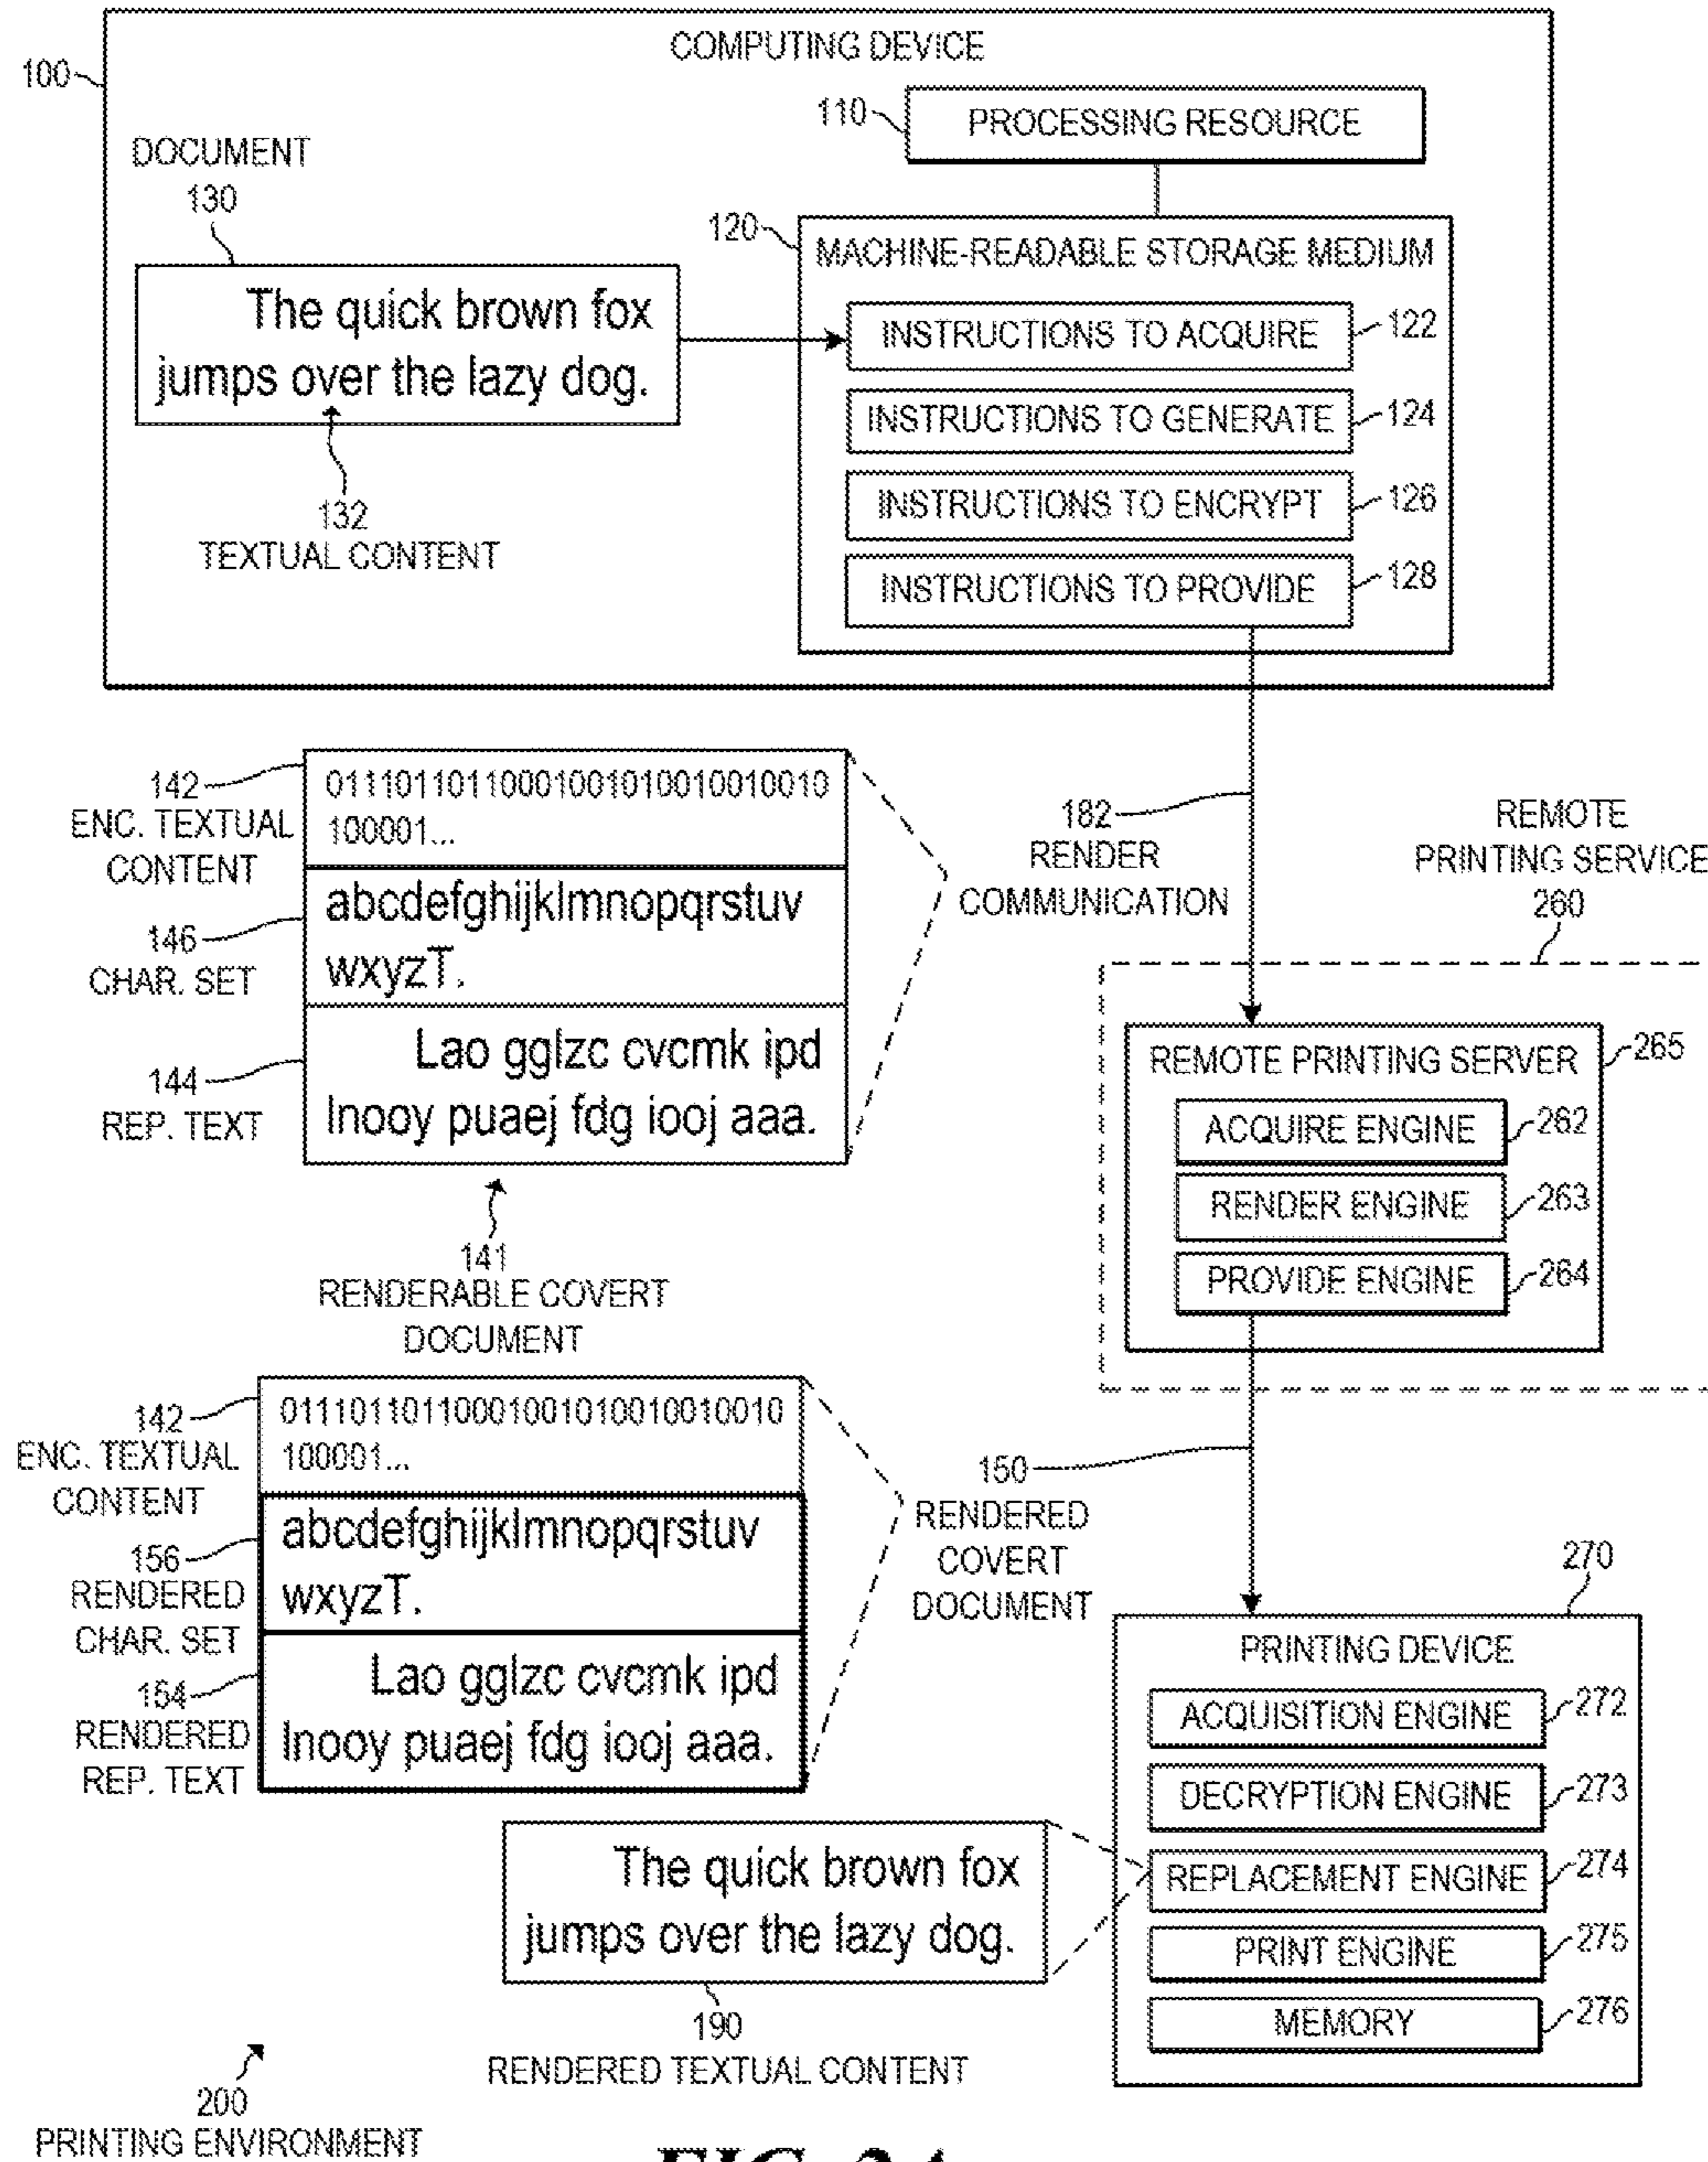 COMPUTING DEVICE
100
110
PROCESSING RESOURCE
DOCUMENT
130
120
MACHINE-READABLE STORAGE MEDIUM
The quick brown fox
jumps over the lazy dog.
INSTRUCTIONS TO ACQUIRE
122
INSTRUCTIONS TO GENERATE
124
INSTRUCTIONS TO ENCRYPT
126
INSTRUCTIONS TO PROVIDE
128
132
TEXTUAL CONTENT
142
ENC. TEXTUAL
CONTENT
0111011011000100101001001001​0
100001...
146
CHAR. SET
abcdefghijklmnopqrstuv
wxyzT.
144
REP. TEXT
Lao gglzc cvcmk ipd
lnooy puaej fdg iooj aaa.
141
RENDERABLE COVERT
DOCUMENT
182
RENDER
COMMUNICATION
REMOTE
PRINTING SERVICE
260
REMOTE PRINTING SERVER
265
ACQUIRE ENGINE
262
RENDER ENGINE
263
PROVIDE ENGINE
264
142
ENC. TEXTUAL
CONTENT
0111011011000100101001001001​0
100001...
156
RENDERED
CHAR. SET
abcdefghijklmnopqrstuv
wxyzT.
154
RENDERED
REP. TEXT
Lao gglzc cvcmk ipd
lnooy puaej fdg iooj aaa.
150
RENDERED
COVERT
DOCUMENT
270
PRINTING DEVICE
ACQUISITION ENGINE
272
DECRYPTION ENGINE
273
REPLACEMENT ENGINE
274
PRINT ENGINE
275
MEMORY
276
The quick brown fox
jumps over the lazy dog.
190
RENDERED TEXTUAL CONTENT
200
PRINTING ENVIRONMENT